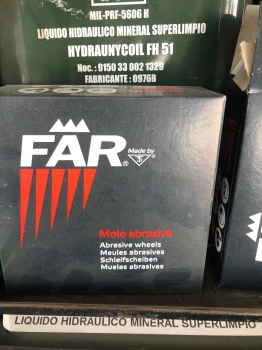 MIL-PRF-5606 H
LIQUIDO HIDRAULICO MINERAL SUPERLIMPIO
HYDRAUNYCOIL FH 51
Noc.: 9150 33 002 1329
FABRICANTE : 0976B
FAR®
Made by
Mole abrasive
Abrasive wheels
Meules abrasives
Schleifscheiben
Muelas abrasivas
LIQUIDO HIDRAULICO MINERAL SUPERLIMPIO